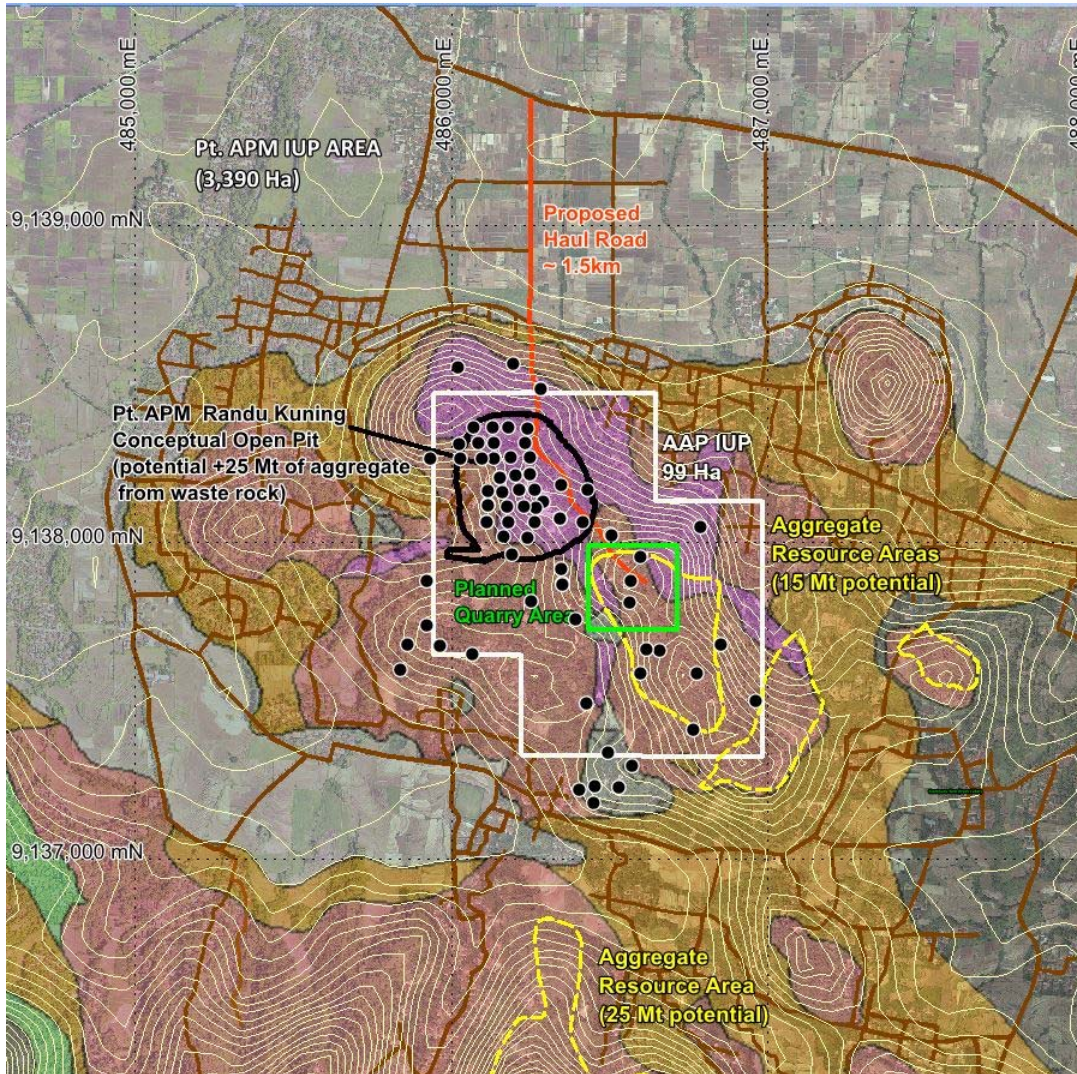 485,000 mE
486,000 mE
487,000 mE
488,000 mE
Pt. APM IUP AREA
(3,390 Ha)
9,139,000 mN
Proposed
Haul Road
~ 1.5km
Pt. APM Randu Kuning
Conceptual Open Pit
(potential +25 Mt of aggregate
from waste rock)
AAP IUP
99 Ha
9,138,000 mN
Aggregate
Resource Areas
(15 Mt potential)
Planned
Quarry Area
9,137,000 mN
Aggregate
Resource Area
(25 Mt potential)